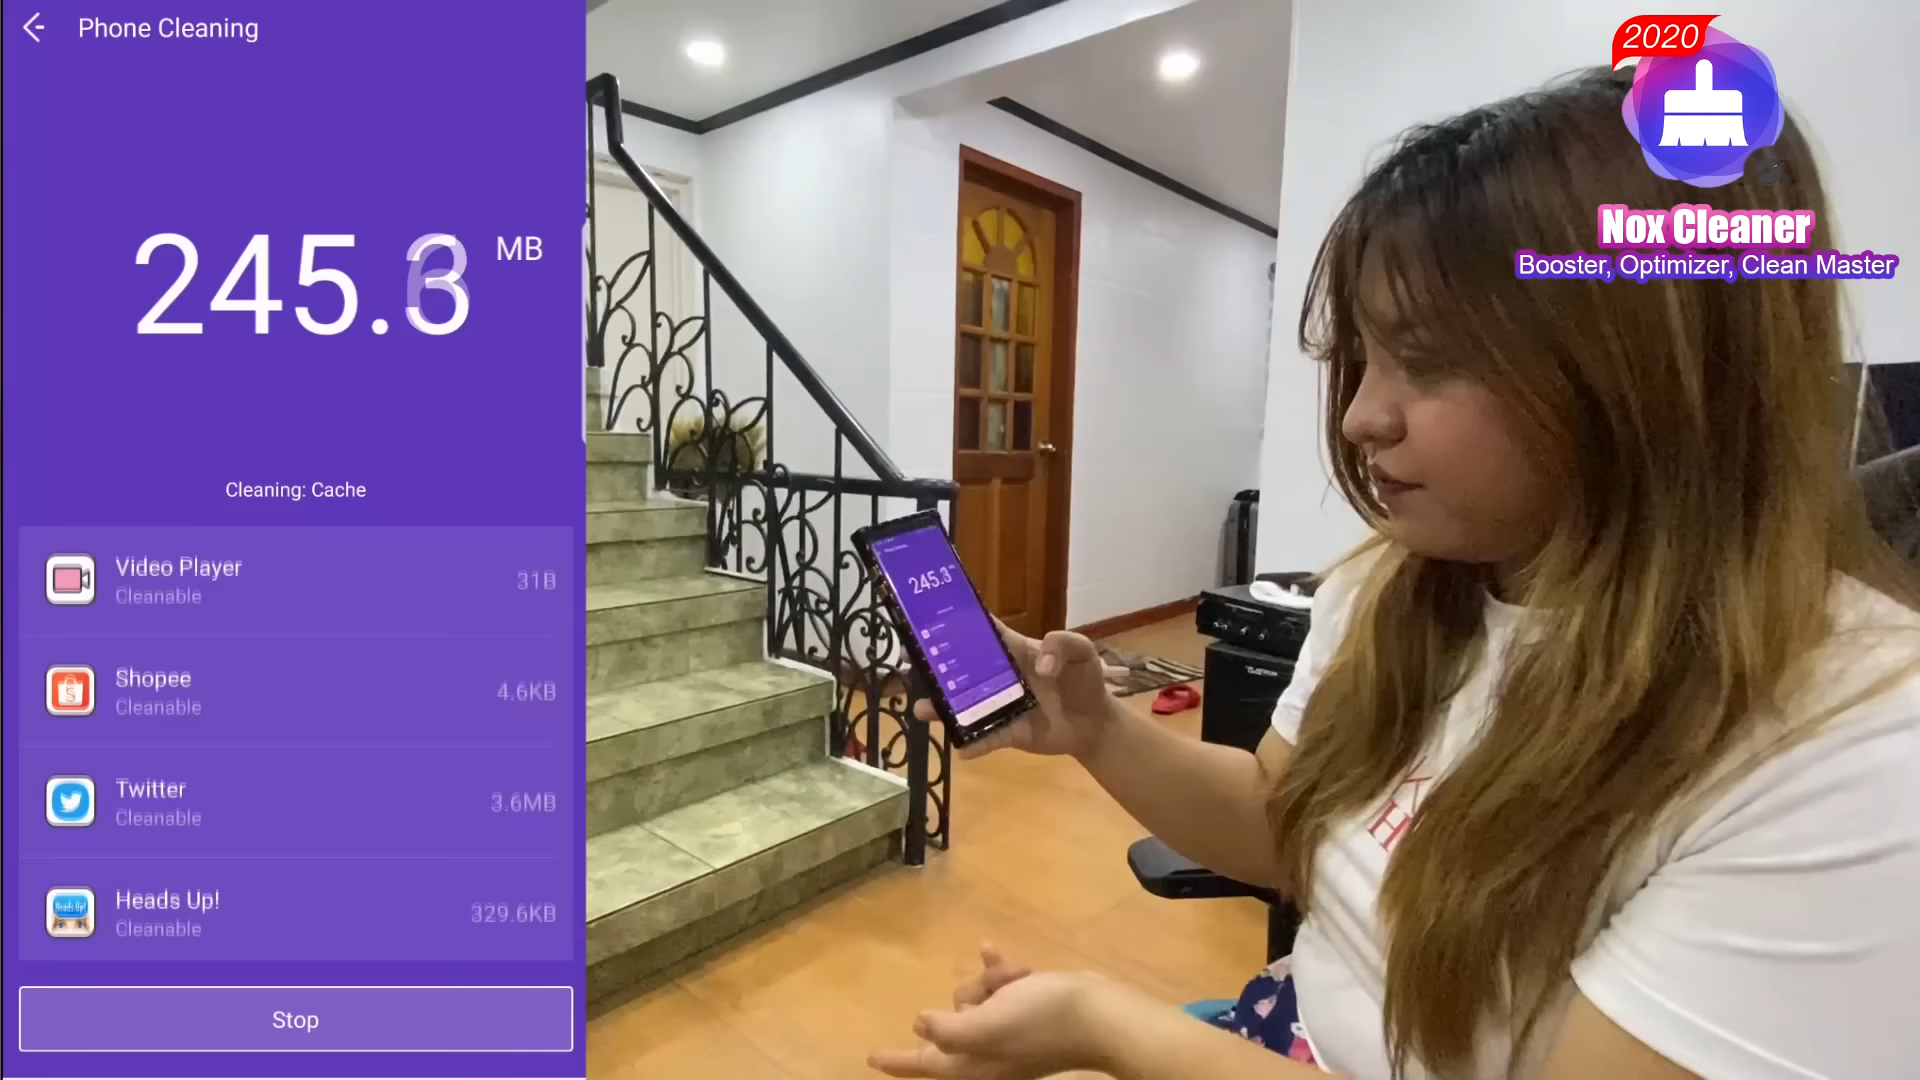 Phone Cleaning
245.3 MB
Cleaning: Cache
Video Player
Cleanable
31B
Shopee
Cleanable
4.6KB
Twitter
Cleanable
3.6MB
Heads Up!
Cleanable
329.6KB
Stop
2020
Nox Cleaner
Booster, Optimizer, Clean Master
245.3